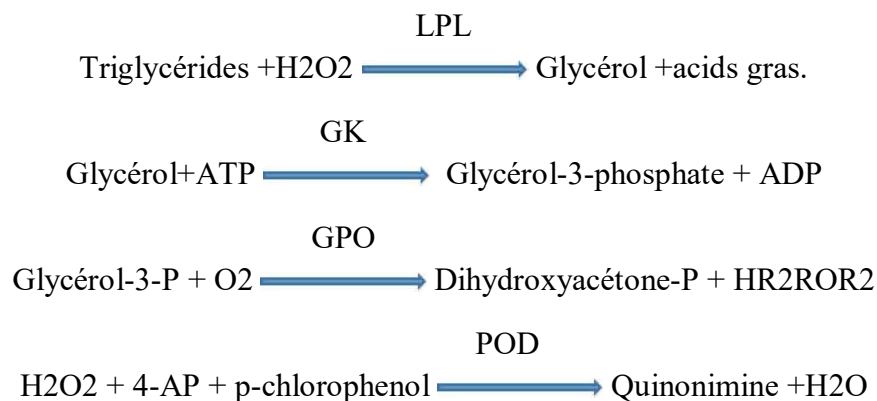 LPL
Triglycérides +H2O2 Glycérol +acids gras.
GK
Glycérol+ATP Glycérol-3-phosphate + ADP
GPO
Glycérol-3-P + O2 Dihydroxyacétone-P + HR2ROR2
POD
H2O2 + 4-AP + p-chlorophenol Quinonimine +H2O